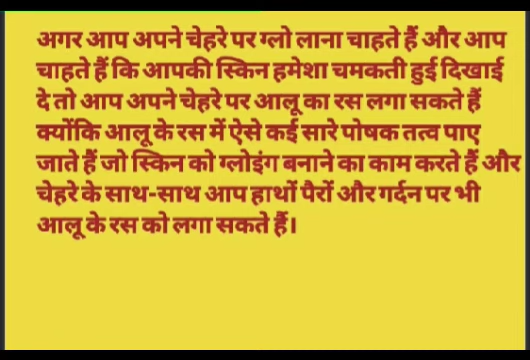 अगर आप अपने चेहरे पर ग्लो लाना चाहते हैं और आप
चाहते हैं कि आपकी स्किन हमेशा चमकती हुई दिखाई
दे तो आप अपने चेहरे पर आलू का रस लगा सकते हैं
क्योंकि आलू के रस में ऐसे कई सारे पोषक तत्व पाए
जाते हैं जो स्किन को ग्लोइंग बनाने का काम करते हैं और
चेहरे के साथ-साथ आप हाथों पैरों और गर्दन पर भी
आलू के रस को लगा सकते हैं।